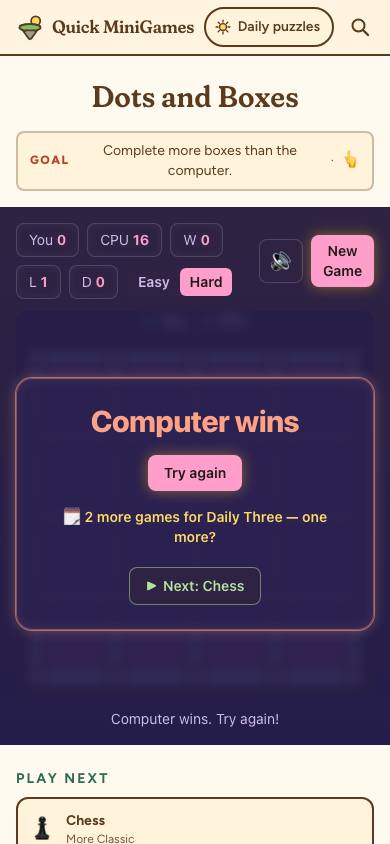 Quick MiniGames
Daily puzzles
Dots and Boxes
GOAL
Complete more boxes than the
computer.
You 0
CPU 16
W 0
L 1
D 0
Easy
Hard
New
Game
Computer wins
Try again
2 more games for Daily Three — one
more?
Next: Chess
Computer wins. Try again!
PLAY NEXT
Chess
More Classic